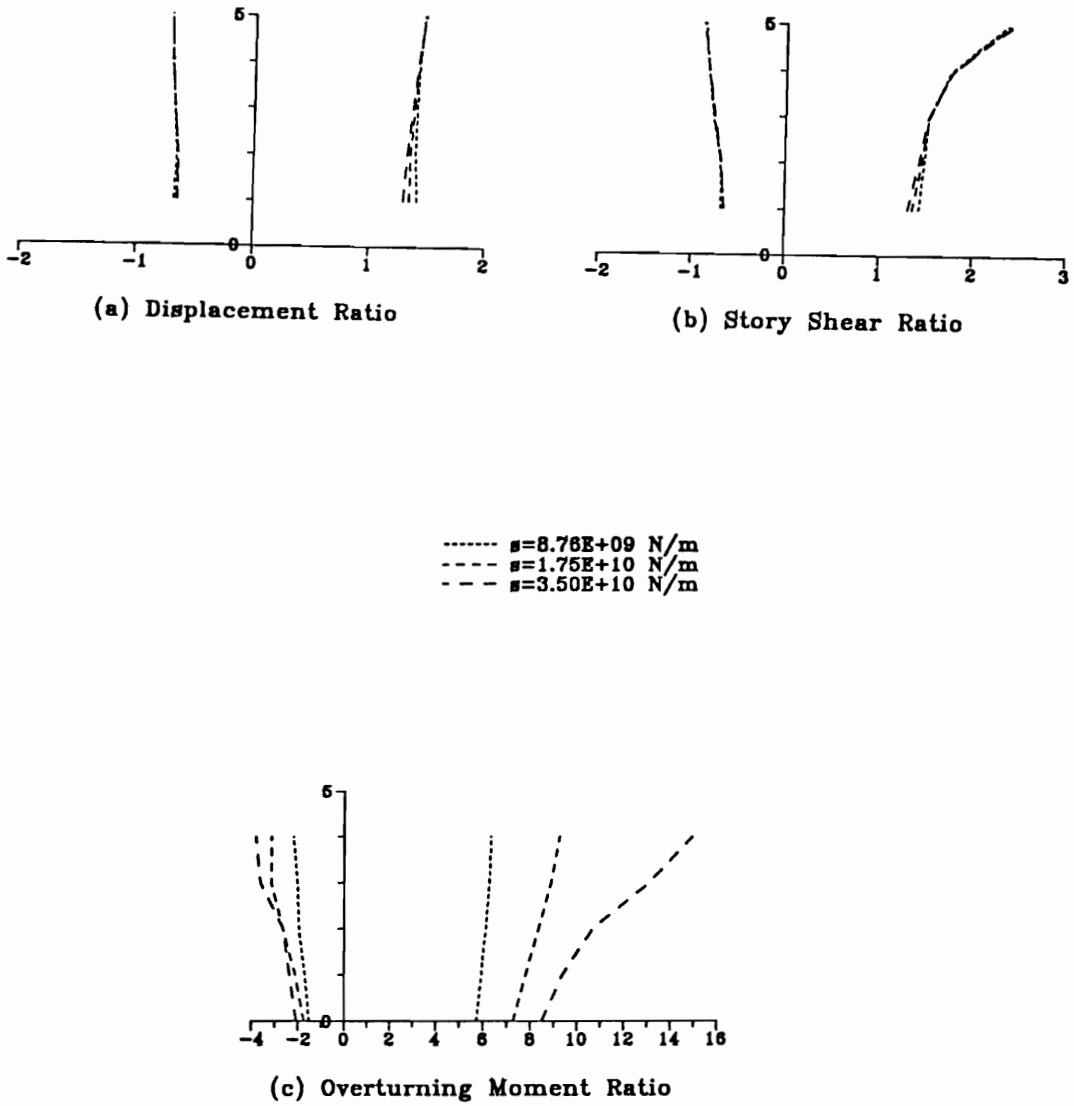 5
0
-2 -1 0 1 2
(a) Displacement Ratio
5
0
-2 -1 0 1 2 3
(b) Story Shear Ratio
s=8.76E+09 N/m
s=1.75E+10 N/m
s=3.50E+10 N/m
5
0
-4 -2 0 2 4 6 8 10 12 14 16
(c) Overturning Moment Ratio